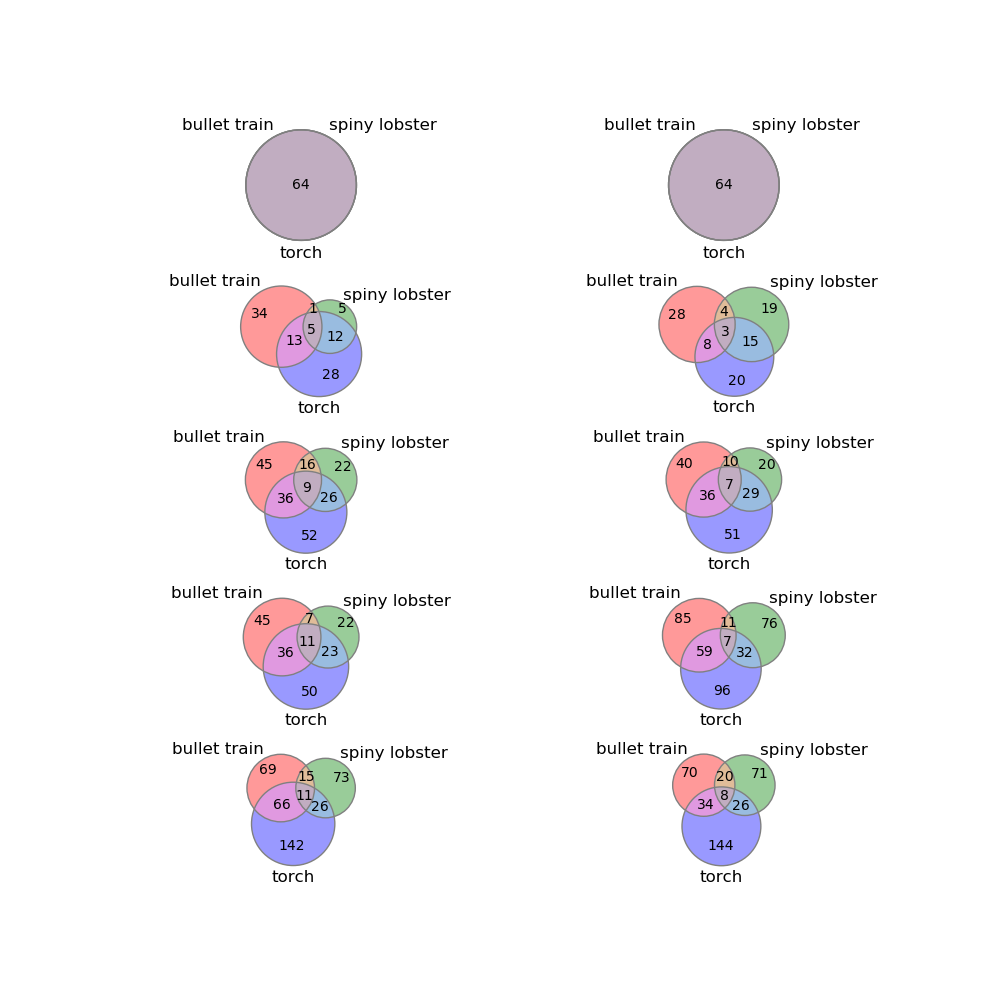 bullet train spiny lobster
64
torch
bullet train spiny lobster
64
torch
bullet train
spiny lobster
34
1
5
5
13
12
28
torch
bullet train
spiny lobster
28
4
19
3
8
15
20
torch
bullet train
spiny lobster
45
16
22
9
36
26
52
torch
bullet train
spiny lobster
40
10
20
7
36
29
51
torch
bullet train
spiny lobster
45
7
22
11
36
23
50
torch
bullet train
spiny lobster
85
11
76
7
59
32
96
torch
bullet train
spiny lobster
69
15
73
11
66
26
142
torch
bullet train
spiny lobster
70
20
71
8
34
26
144
torch